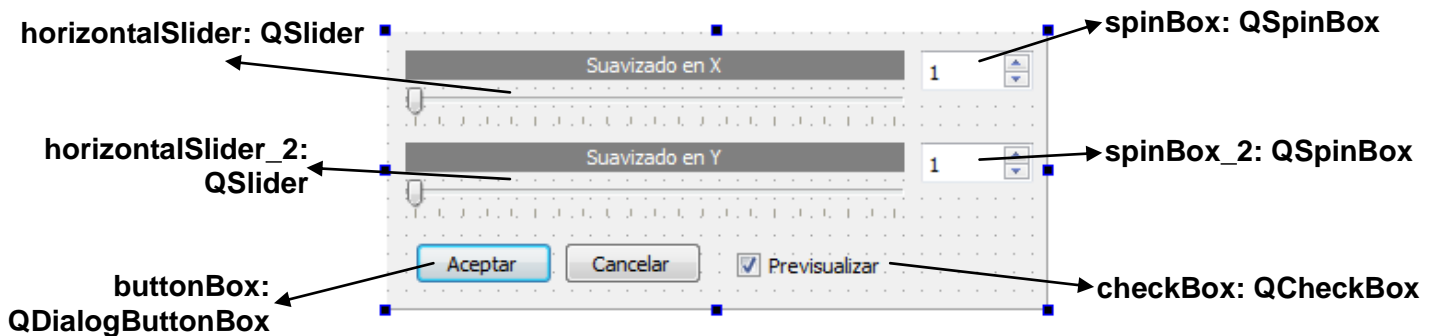 horizontalSlider: QSlider
spinBox: QSpinBox
Suavizado en X
1
horizontalSlider_2:
QSlider
Suavizado en Y
1
spinBox_2: QSpinBox
Aceptar
Cancelar
Previsualizar
buttonBox:
QDialogButtonBox
checkBox: QCheckBox